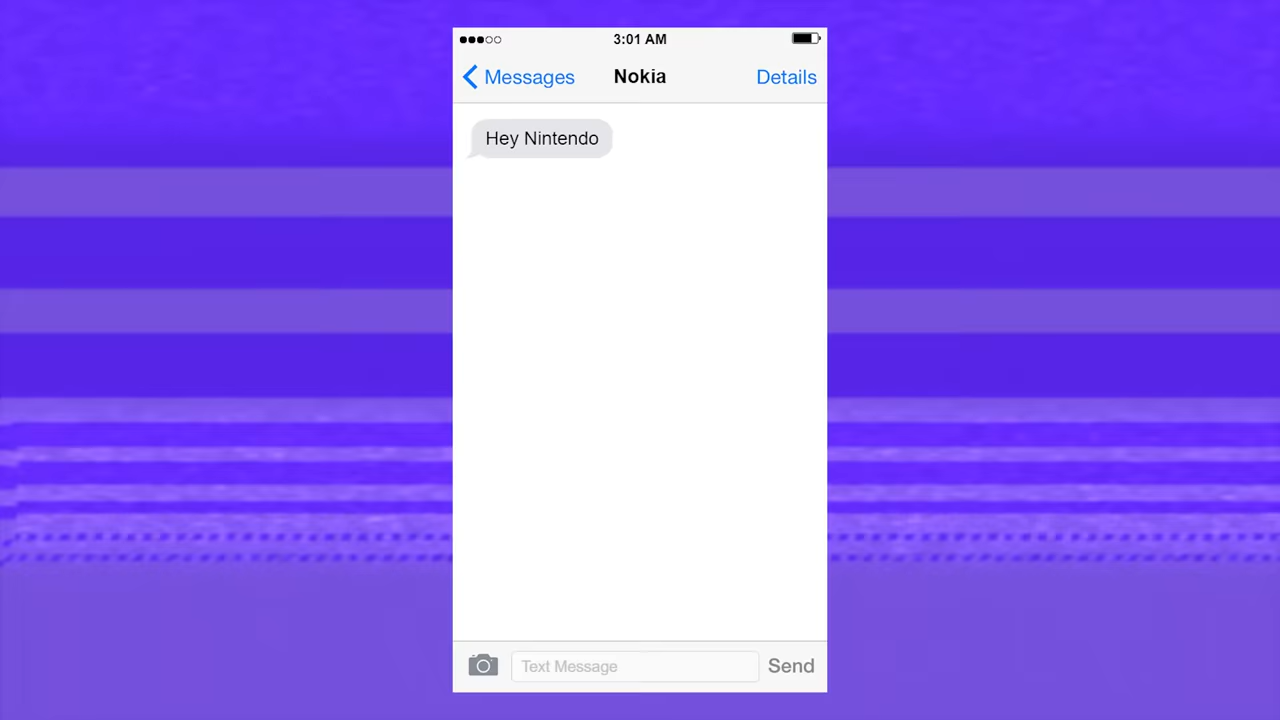 3:01 AM
Messages
Nokia
Details
Hey Nintendo
Text Message
Send